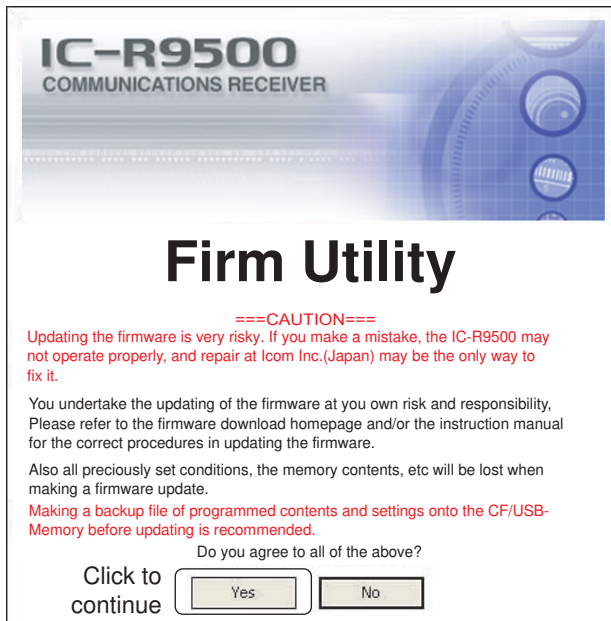 IC-R9500
COMMUNICATIONS RECEIVER
Firm Utility
===CAUTION===
Updating the firmware is very risky. If you make a mistake, the IC-R9500 may
not operate properly, and repair at Icom Inc.(Japan) may be the only way to
fix it.
You undertake the updating of the firmware at you own risk and responsibility,
Please refer to the firmware download homepage and/or the instruction manual
for the correct procedures in updating the firmware.
Also all preciously set conditions, the memory contents, etc will be lost when
making a firmware update.
Making a backup file of programmed contents and settings onto the CF/USB-
Memory before updating is recommended.
Do you agree to all of the above?
Click to
continue
Yes
No